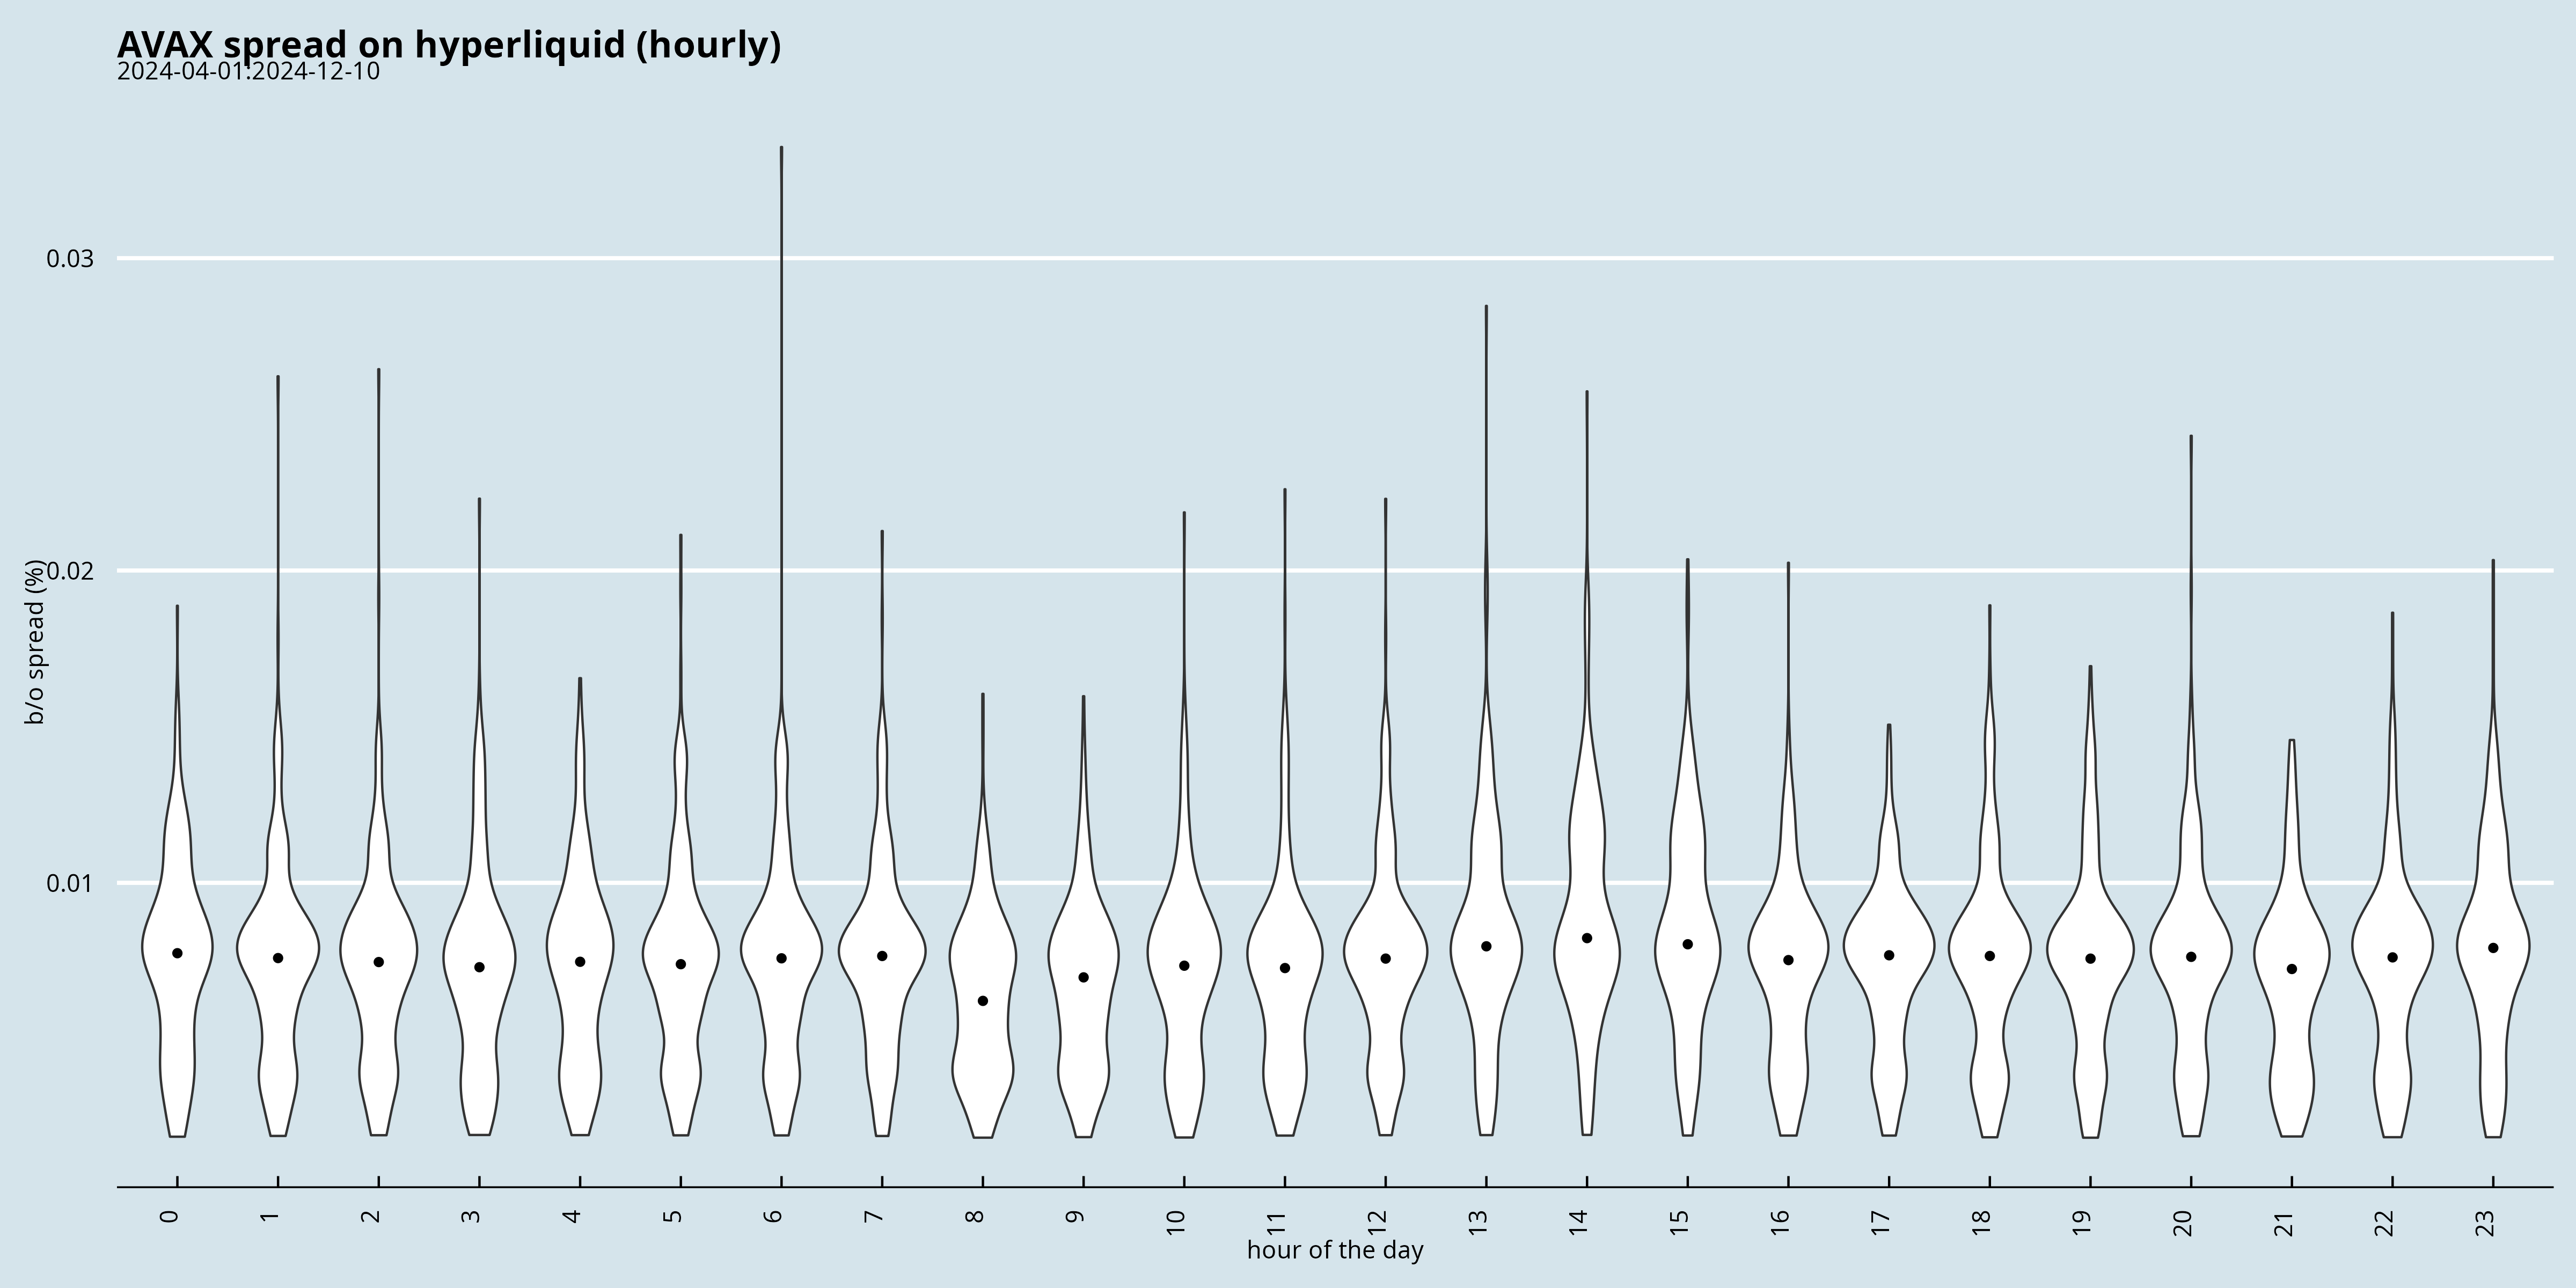 AVAX spread on hyperliquid (hourly)
2024-04-01:2024-12-10
0.03
0.02
0.01
b/o spread (%)
0 1 2 3 4 5 6 7 8 9 10 11 12 13 14 15 16 17 18 19 20 21 22 23
hour of the day